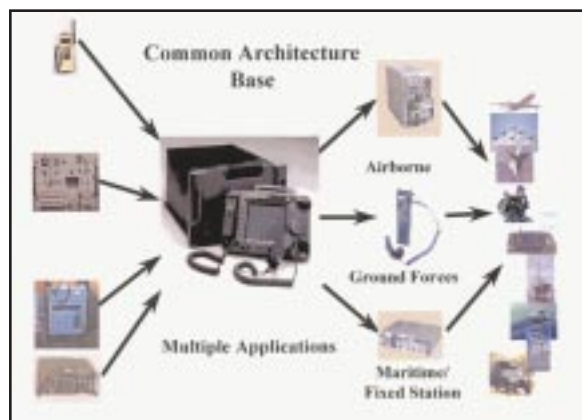 Common Architecture
Base
Airborne
Ground Forces
Multiple Applications
Maritime/
Fixed Station